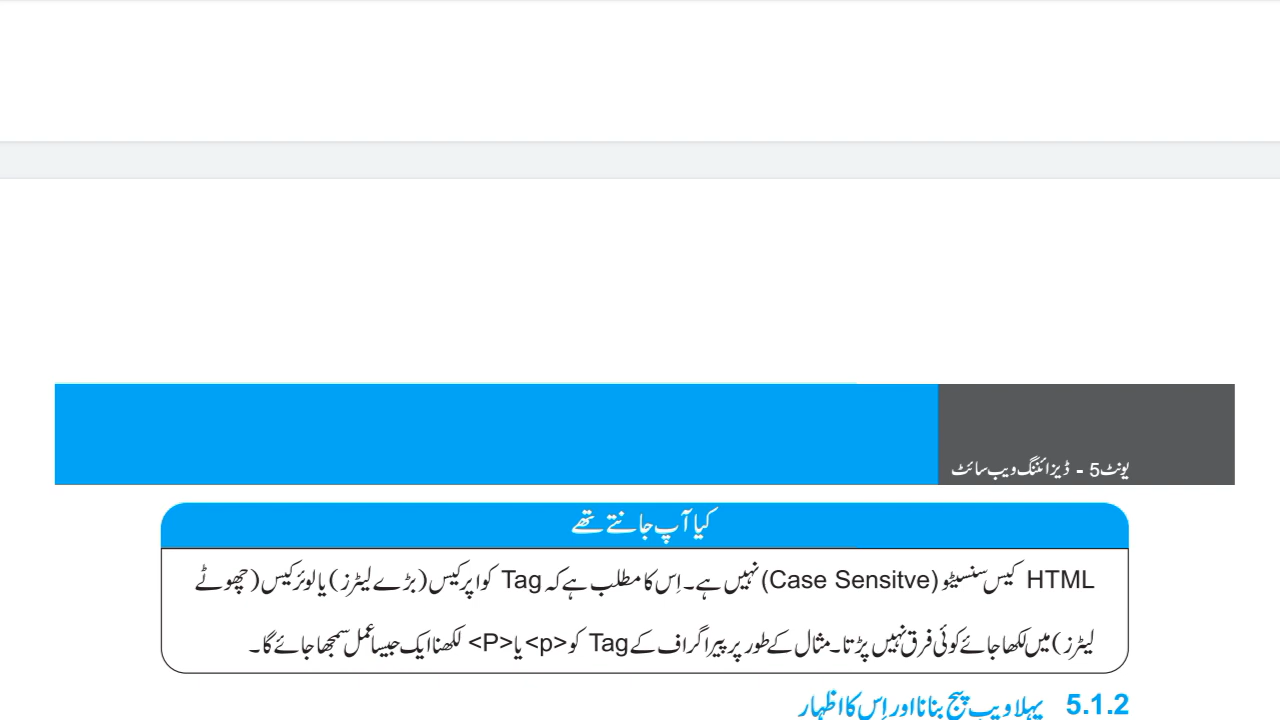 یونٹ5 - ڈیزائننگ ویب سائٹ
کیا آپ جانتے تھے
HTML کیس سنسیٹو (Case Sensitve) نہیں ہے۔ اِس کا مطلب ہے کہ Tag کو اپر کیس (بڑے لیٹرز) یا لوئر کیس (چھوٹے
لیٹرز) میں لکھا جائے کوئی فرق نہیں پڑتا۔ مثال کے طور پر پیراگراف کے Tag کو <p> یا <P> لکھنا ایک جیسا عمل سمجھا جائے گا۔
5.1.2 پہلا ویب پیج بنانا اور اِس کا اظہار